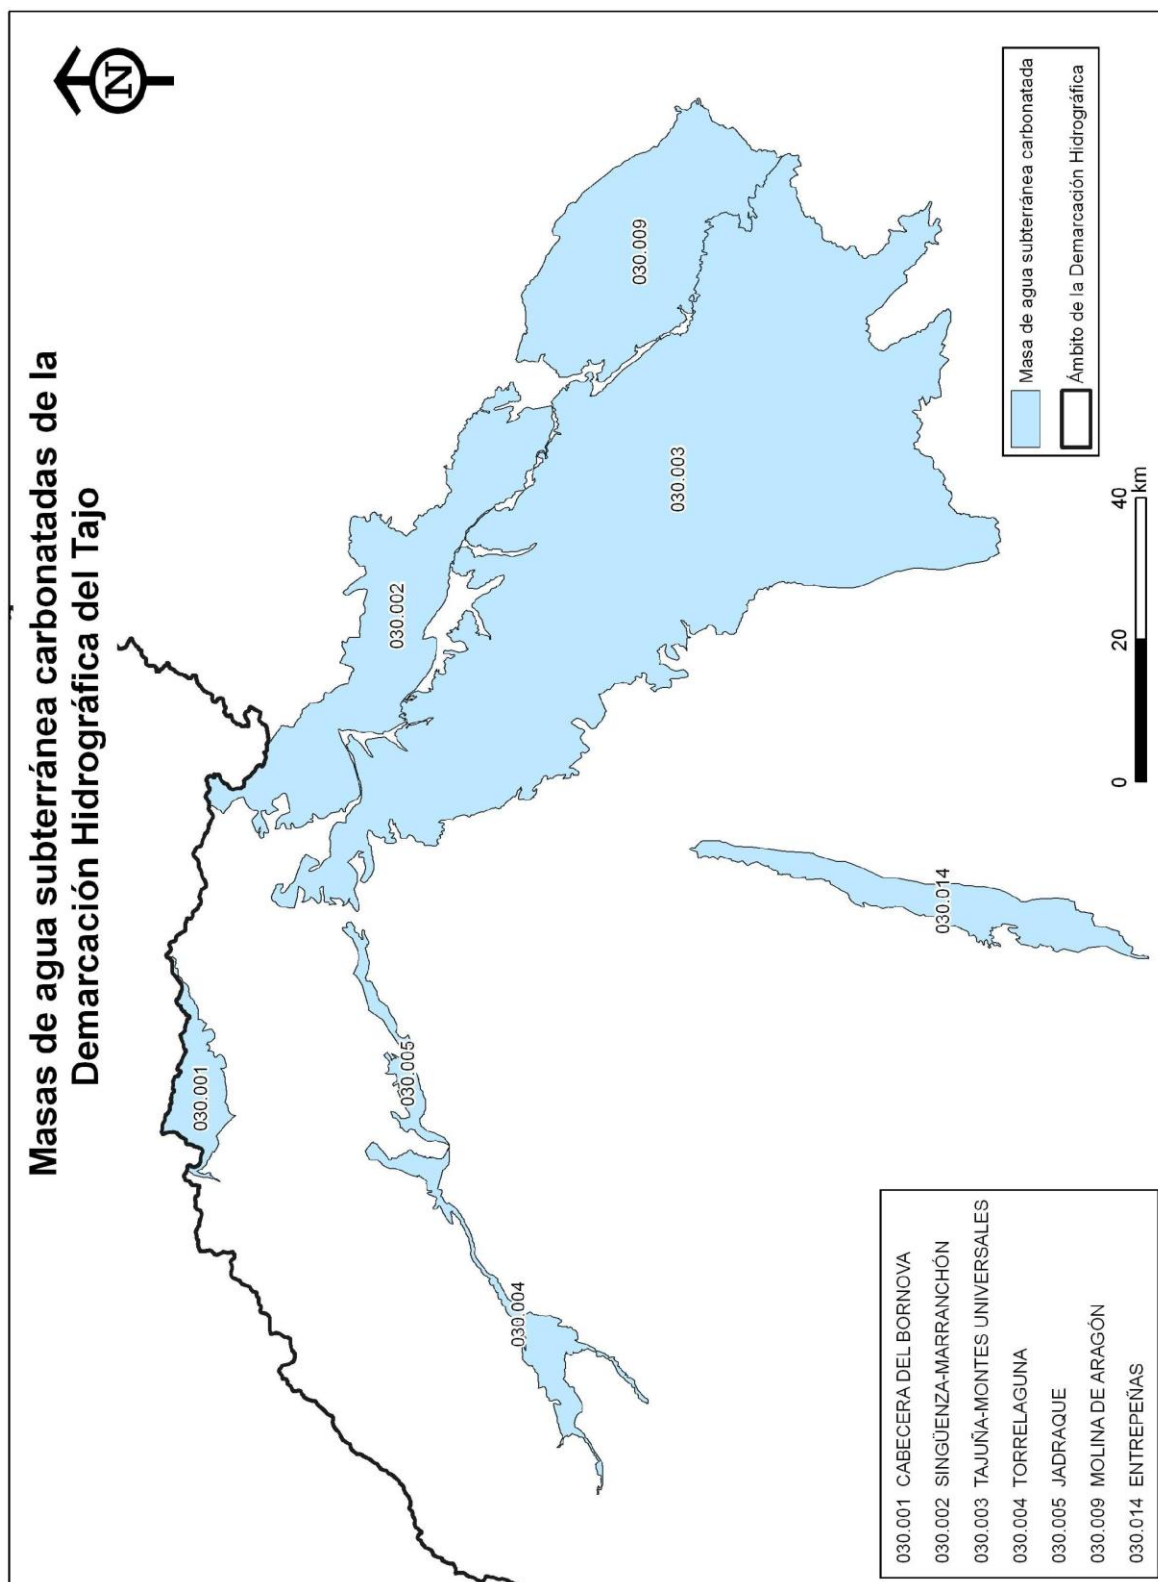 Masas de agua subterránea carbonatadas de la
Demarcación Hidrográfica del Tajo
N
030.001
030.002
030.009
030.005
030.003
030.004
030.014
030.001 CABECERA DEL BORNOVA
030.002 SINGÜENZA-MARRANCHÓN
030.003 TAJUÑA-MONTES UNIVERSALES
030.004 TORRELAGUNA
030.005 JADRAQUE
030.009 MOLINA DE ARAGÓN
030.014 ENTREPEÑAS
0 20 40
km
Masa de agua subterránea carbonatada
Ámbito de la Demarcación Hidrográfica